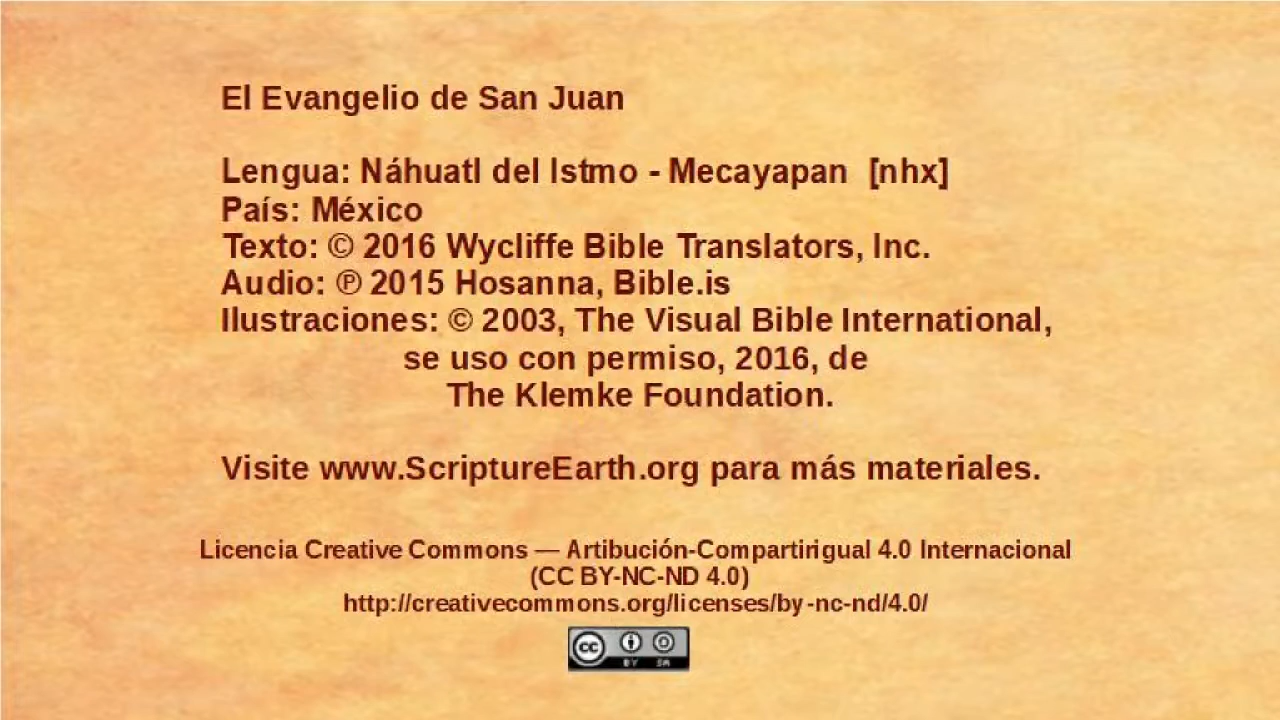 El Evangelio de San Juan
Lengua: Náhuatl del Istmo - Mecayapan [nhx]
País: México
Texto: © 2016 Wycliffe Bible Translators, Inc.
Audio: ℗ 2015 Hosanna, Bible.is
Ilustraciones: © 2003, The Visual Bible International,
se uso con permiso, 2016, de
The Klemke Foundation.
Visite www.ScriptureEarth.org para más materiales.
Licencia Creative Commons — Artibución-Compartirigual 4.0 Internacional
(CC BY-NC-ND 4.0)
http://creativecommons.org/licenses/by-nc-nd/4.0/
cc BY SA